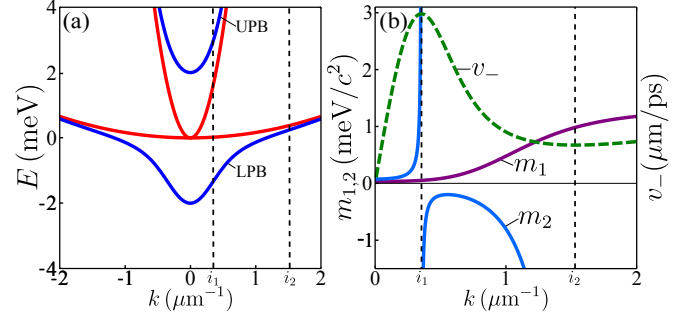 (a)
UPB
LPB
4
2
0
-2
-4
E (meV)
-2
-1
0
i₁
1
i₂
2
k (μm⁻¹)
(b)
v₋
m₁
m₂
3
2
1
0
-1
m₁,₂ (meV/c²)
v₋(μm/ps)
0
i₁
1
i₂
2
k (μm⁻¹)